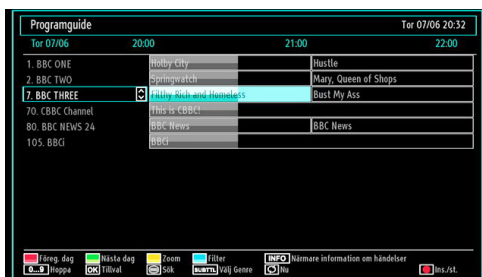 Programguide Tor 07/06 20:32
Tor 07/06 20:00 21:00 22:00
1. BBC ONE Holby City Hustle
2. BBC TWO Springwatch Mary, Queen of Shops
7. BBC THREE Filthy Rich and Homeless Bust My Ass
70. CBBC Channel This is CBBC!
80. BBC NEWS 24 BBC News BBC News
105. BBCi BBCi
Föreg. dag Nästa dag Zoom Filter INFO Närmare information om händelser
0...9 Hoppa OK Tillval Sök SUBTTL Välj Genre Nu Ins./st.